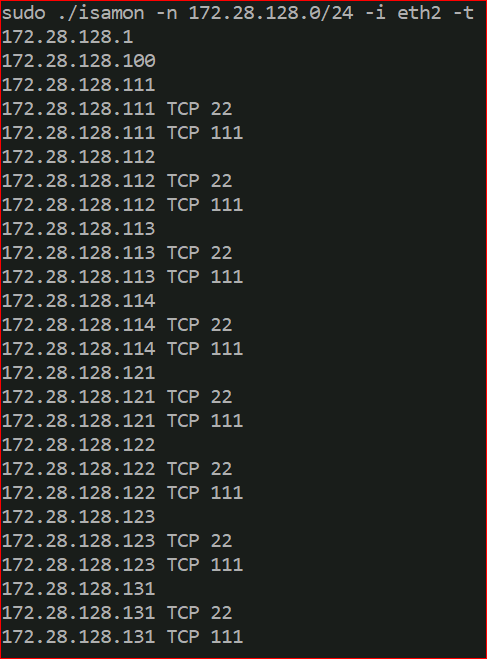 sudo ./isamon -n 172.28.128.0/24 -i eth2 -t
172.28.128.1
172.28.128.100
172.28.128.111
172.28.128.111 TCP 22
172.28.128.111 TCP 111
172.28.128.112
172.28.128.112 TCP 22
172.28.128.112 TCP 111
172.28.128.113
172.28.128.113 TCP 22
172.28.128.113 TCP 111
172.28.128.114
172.28.128.114 TCP 22
172.28.128.114 TCP 111
172.28.128.121
172.28.128.121 TCP 22
172.28.128.121 TCP 111
172.28.128.122
172.28.128.122 TCP 22
172.28.128.122 TCP 111
172.28.128.123
172.28.128.123 TCP 22
172.28.128.123 TCP 111
172.28.128.131
172.28.128.131 TCP 22
172.28.128.131 TCP 111